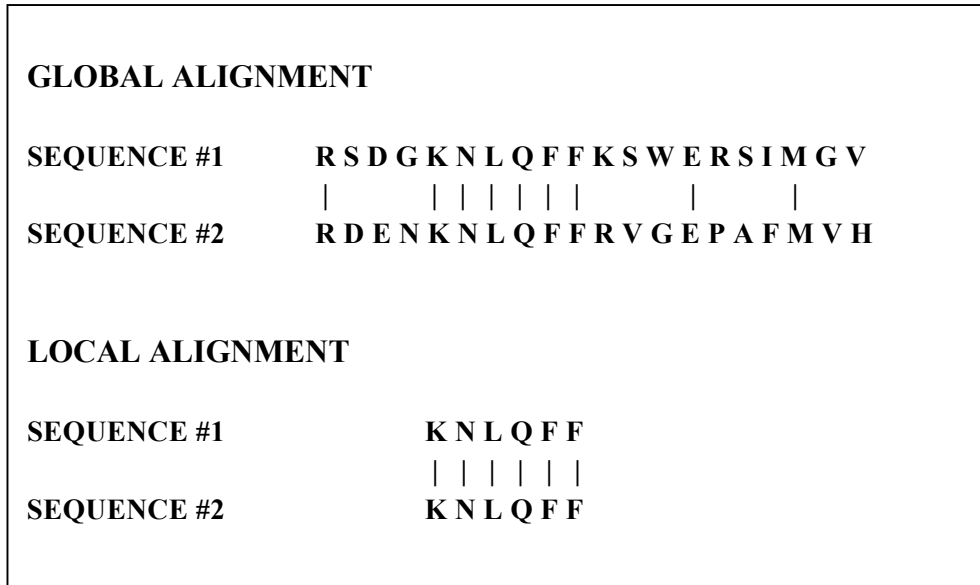 GLOBAL ALIGNMENT
SEQUENCE #1 R S D G K N L Q F F K S W E R S I M G V
| | | | | | | | |
SEQUENCE #2 R D E N K N L Q F F R V G E P A F M V H
LOCAL ALIGNMENT
SEQUENCE #1 K N L Q F F
| | | | | |
SEQUENCE #2 K N L Q F F